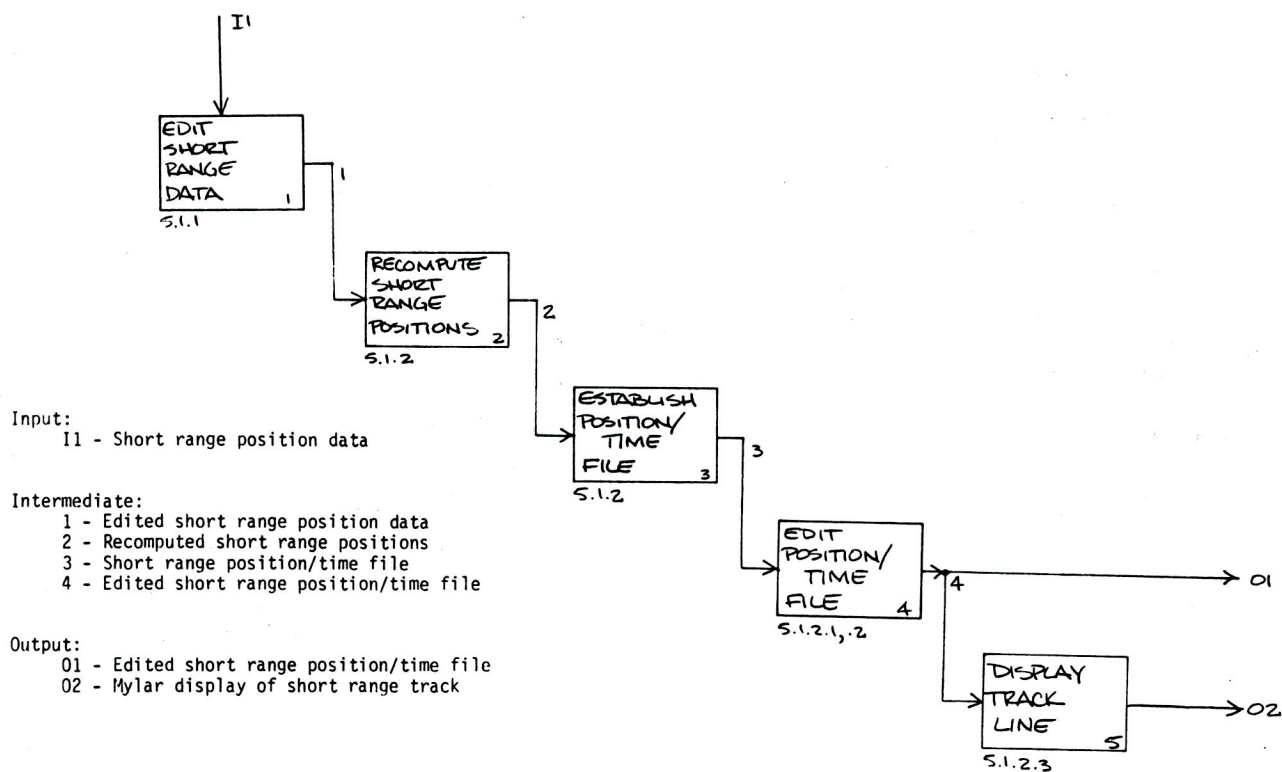 I1
EDIT
SHORT
RANGE
DATA
1
5.1.1
1
RECOMPUTE
SHORT
RANGE
POSITIONS
2
5.1.2
2
ESTABLISH
POSITION/
TIME
FILE
3
5.1.2
3
EDIT
POSITION/
TIME
FILE
4
5.1.2.1,.2
4
O1
DISPLAY
TRACK
LINE
5
5.1.2.3
O2
Input:
I1 - Short range position data
Intermediate:
1 - Edited short range position data
2 - Recomputed short range positions
3 - Short range position/time file
4 - Edited short range position/time file
Output:
O1 - Edited short range position/time file
O2 - Mylar display of short range track